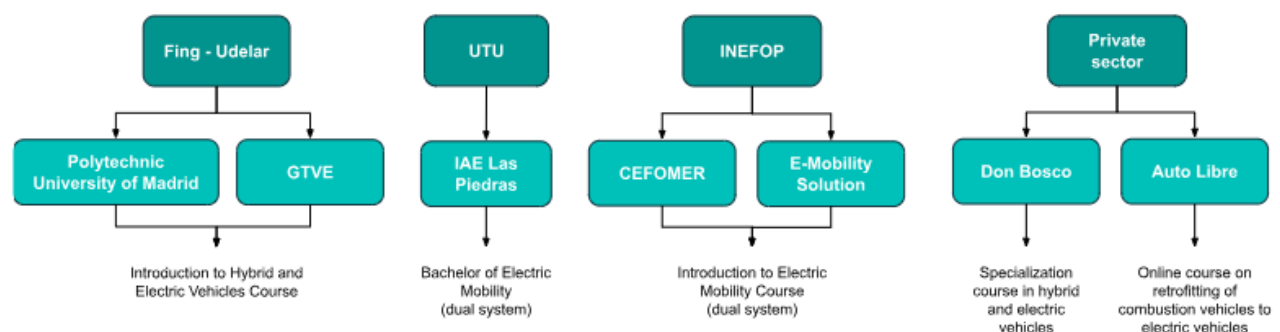 Fing - Udelar
UTU
INEFOP
Private
sector
Polytechnic
University of Madrid
GTVE
IAE Las
Piedras
CEFOMER
E-Mobility
Solution
Don Bosco
Auto Libre
Introduction to Hybrid and
Electric Vehicles Course
Bachelor of Electric
Mobility
(dual system)
Introduction to Electric
Mobility Course
(dual system)
Specialization
course in hybrid
and electric
vehicles
Online course on
retrofitting of
combustion vehicles to
electric vehicles